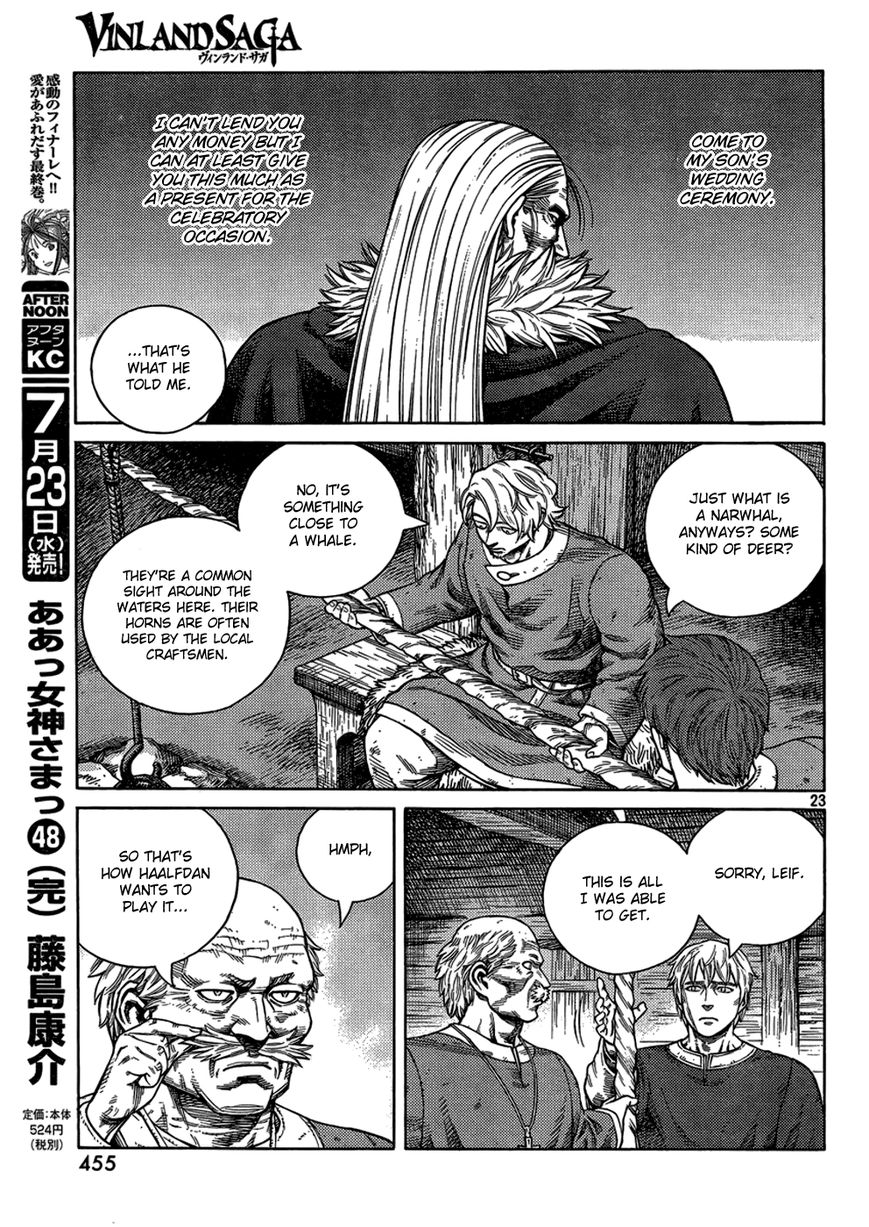 VINLAND SAGA
ヴィンランド・サガ
COME TO
MY SON'S
WEDDING
CEREMONY.
I CAN'T LEND YOU
ANY MONEY BUT I
CAN AT LEAST GIVE
YOU THIS MUCH AS
A PRESENT FOR THE
CELEBRATORY
OCCASION.
...THAT'S
WHAT HE
TOLD ME.
JUST WHAT IS
A NARWHAL,
ANYWAYS? SOME
KIND OF DEER?
NO, IT'S
SOMETHING
CLOSE TO
A WHALE.
THEY'RE A COMMON
SIGHT AROUND THE
WATERS HERE. THEIR
HORNS ARE OFTEN
USED BY THE LOCAL
CRAFTSMEN.
23
SORRY, LEIF.
THIS IS ALL
I WAS ABLE
TO GET.
HMPH,
SO THAT'S
HOW HAALFDAN
WANTS TO
PLAY IT...
感動のフィナーレへ!!
愛があふれだす最終巻。
AFTER
NOON
アフタ
ヌーン
KC
7月23日(水)発売!
ああっ女神さまっ48(完) 藤島康介
定価:本体
524円
(税別)
455